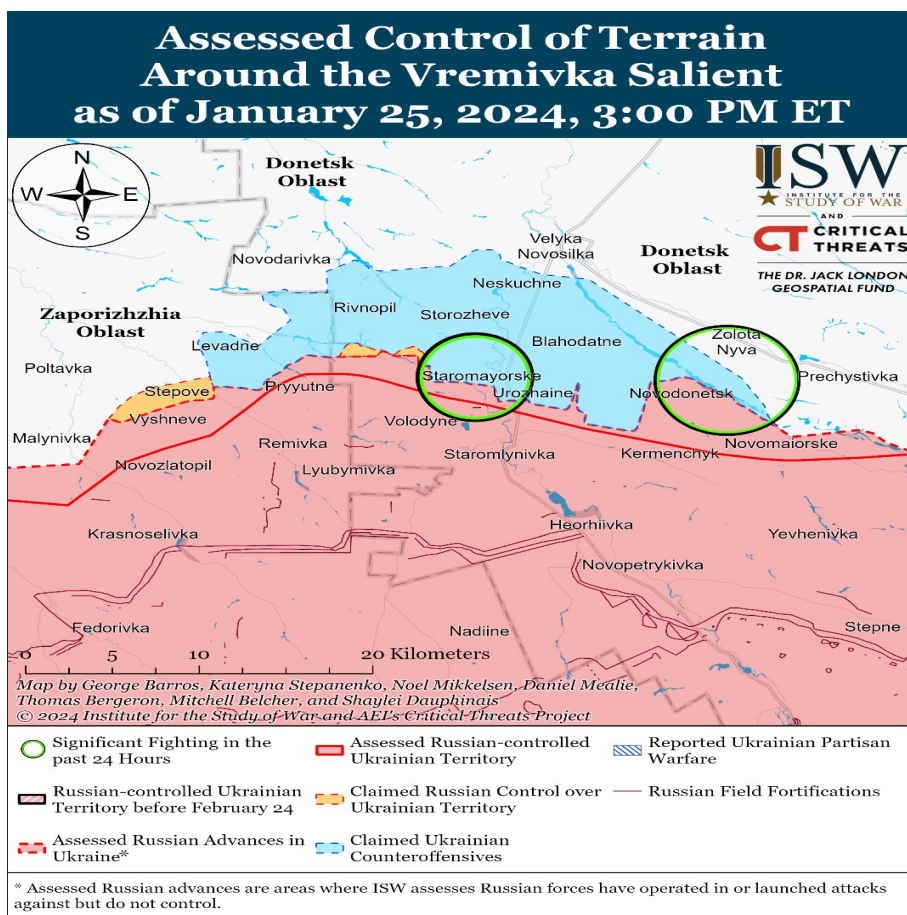 Assessed Control of Terrain
Around the Vremivka Salient
as of January 25, 2024, 3:00 PM ET
N
W E
S
Donetsk
Oblast
ISW
INSTITUTE FOR THE
STUDY OF WAR
AND
CT CRITICAL
THREATS
THE DR. JACK LONDON
GEOSPATIAL FUND
Velyka
Novosilka
Donetsk
Oblast
Novodarivka
Neskuchne
Rivnopil
Storozheve
Zaporizhzhia
Oblast
Levadne
Blahodatne
Zolota
Nyva
Poltavka
Staromayorske
Prechystivka
Stepove
Pryyutne
Urozhaine
Novodonetsk
Vyshneve
Volodyne
Malynivka
Remivka
Novomaiorske
Staromlynivka
Kermenchyk
Novozlatopil
Lyubymivka
Krasnoselivka
Heorhiivka
Yevhenivka
Novopetrykivka
Fedorivka
Nadiine
Stepne
0 5 10 20 Kilometers
Map by George Barros, Kateryna Stepanenko, Noel Mikkelsen, Daniel Mealie,
Thomas Bergeron, Mitchell Belcher, and Shaylei Dauphinais
© 2024 Institute for the Study of War and AEI's Critical Threats Project
Significant Fighting in the
past 24 Hours
Assessed Russian-controlled
Ukrainian Territory
Reported Ukrainian Partisan
Warfare
Russian-controlled Ukrainian
Territory before February 24
Claimed Russian Control over
Ukrainian Territory
Russian Field Fortifications
Assessed Russian Advances in
Ukraine*
Claimed Ukrainian
Counteroffensives
* Assessed Russian advances are areas where ISW assesses Russian forces have operated in or launched attacks
against but do not control.